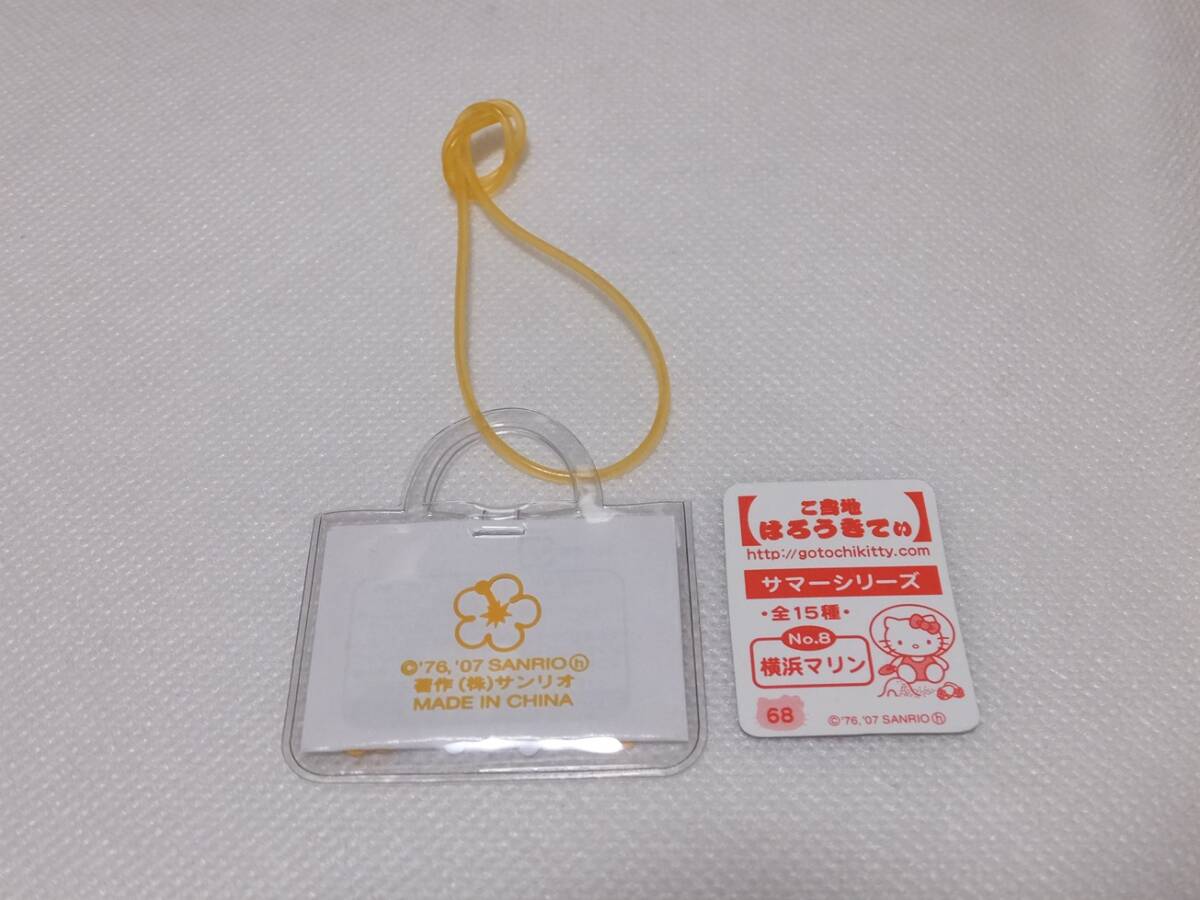 ©'76,'07 SANRIO ⓗ
著作(株)サンリオ
MADE IN CHINA
【ご当地
はろうきてぃ】
http://gotochikitty.com
サマーシリーズ
・全15種・
No.8
横浜マリン
68
©'76,'07 SANRIO ⓗ